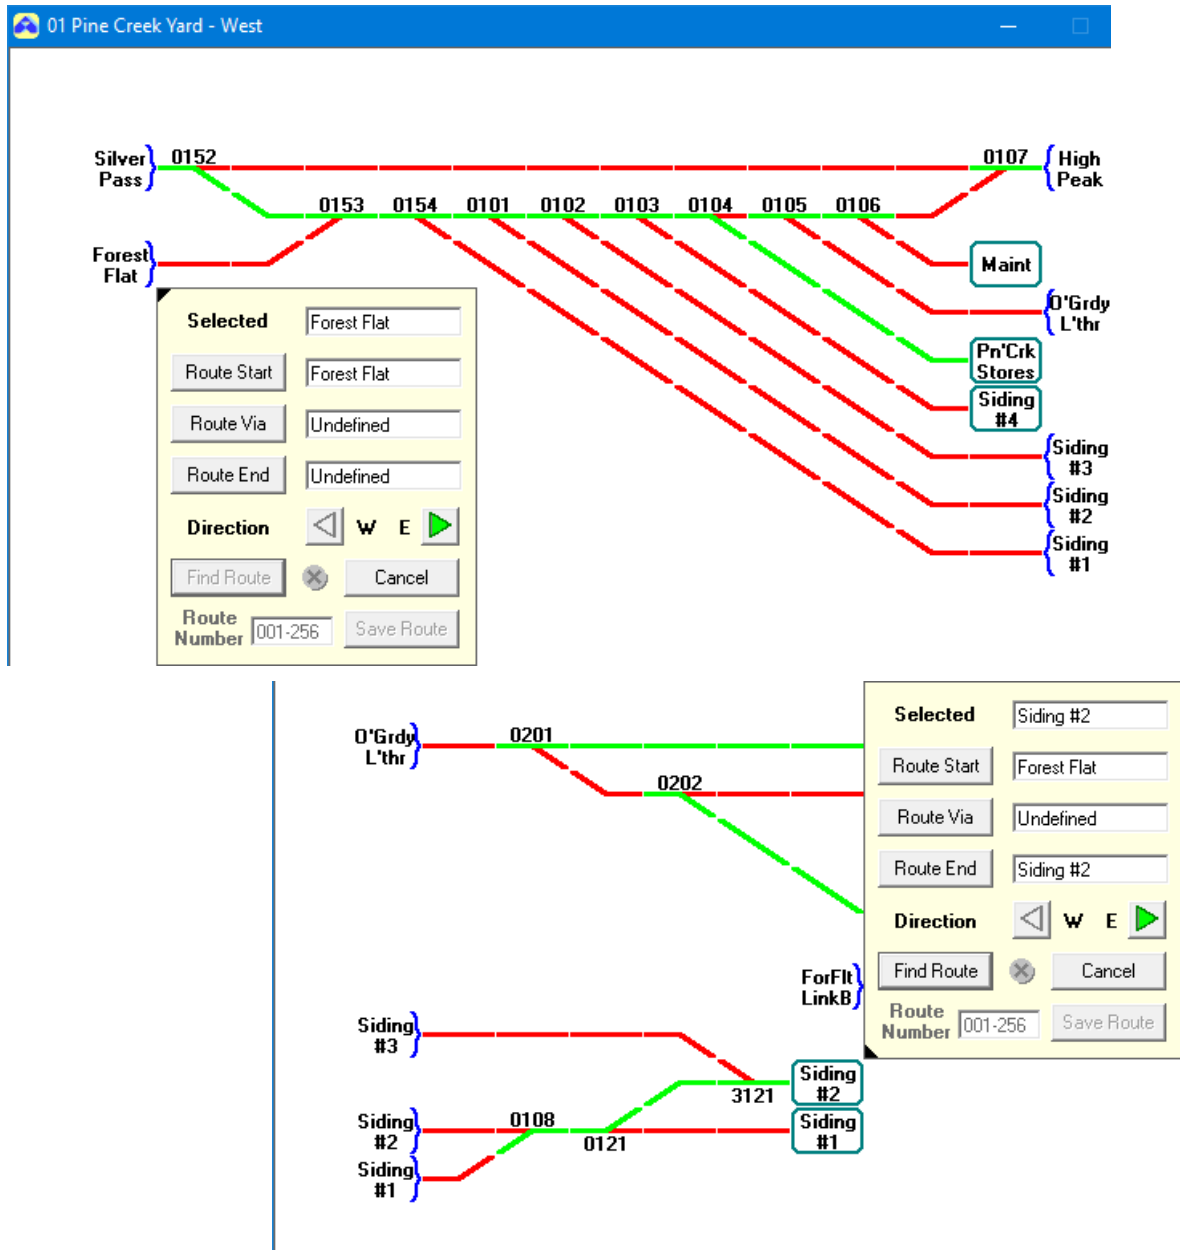 01 Pine Creek Yard - West
Silver
Pass
0152
0107
High
Peak
0153 0154 0101 0102 0103 0104 0105 0106
Forest
Flat
Maint
O'Grdy
L'thr
Pn'Crk
Stores
Siding
#4
Siding
#3
Siding
#2
Siding
#1
Selected Forest Flat
Route Start Forest Flat
Route Via Undefined
Route End Undefined
Direction W E
Find Route Cancel
Route
Number 001-256 Save Route
O'Grdy
L'thr
0201
0202
ForFlt
LinkB
Siding
#3
3121
Siding
#2
Siding
#2
0108
0121
Siding
#1
Siding
#1
Selected Siding #2
Route Start Forest Flat
Route Via Undefined
Route End Siding #2
Direction W E
Find Route Cancel
Route
Number 001-256 Save Route